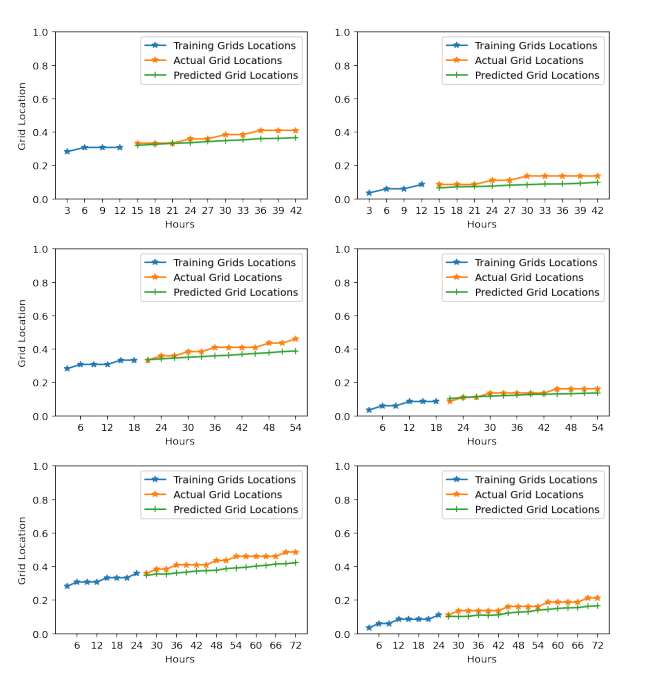 1.0
0.8
0.6
0.4
0.2
0.0
Grid Location
Training Grids Locations
Actual Grid Locations
Predicted Grid Locations
3 6 9 12 15 18 21 24 27 30 33 36 39 42
Hours
1.0
0.8
0.6
0.4
0.2
0.0
Training Grids Locations
Actual Grid Locations
Predicted Grid Locations
3 6 9 12 15 18 21 24 27 30 33 36 39 42
Hours
1.0
0.8
0.6
0.4
0.2
0.0
Grid Location
Training Grids Locations
Actual Grid Locations
Predicted Grid Locations
6 12 18 24 30 36 42 48 54
Hours
1.0
0.8
0.6
0.4
0.2
0.0
Training Grids Locations
Actual Grid Locations
Predicted Grid Locations
6 12 18 24 30 36 42 48 54
Hours
1.0
0.8
0.6
0.4
0.2
0.0
Grid Location
Training Grids Locations
Actual Grid Locations
Predicted Grid Locations
6 12 18 24 30 36 42 48 54 60 66 72
Hours
1.0
0.8
0.6
0.4
0.2
0.0
Training Grids Locations
Actual Grid Locations
Predicted Grid Locations
6 12 18 24 30 36 42 48 54 60 66 72
Hours